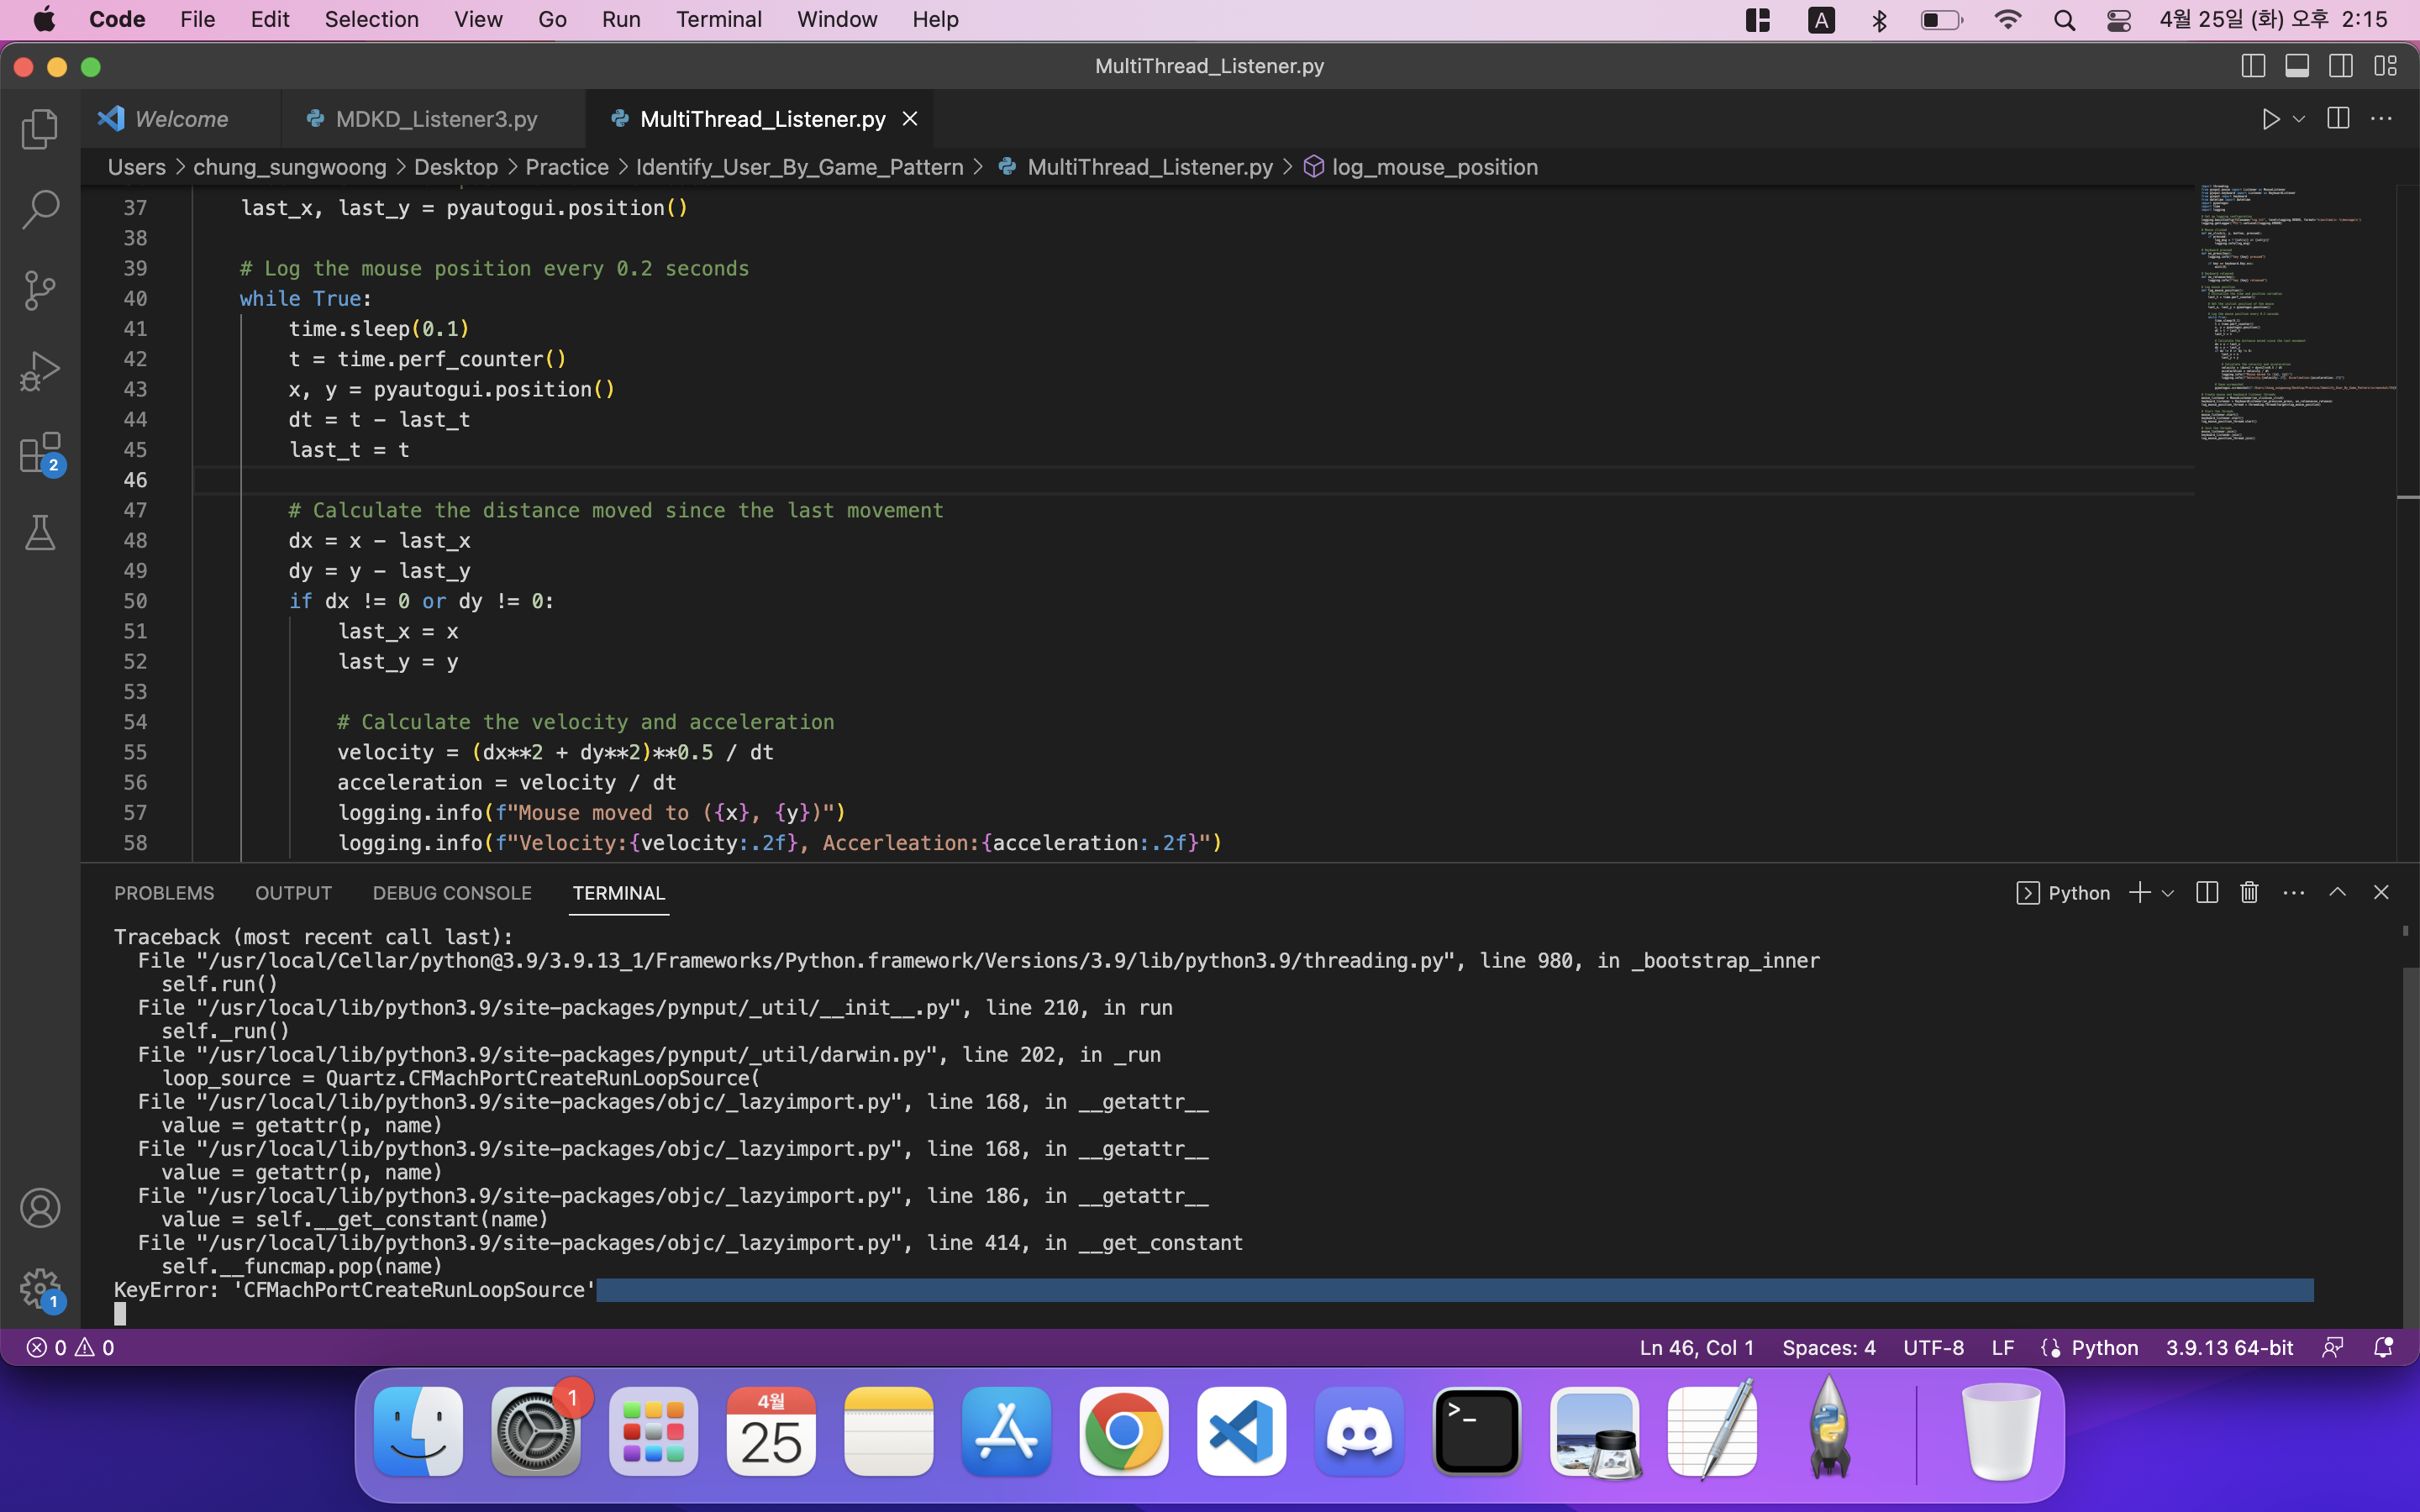 Code File Edit Selection View Go Run Terminal Window Help A 4월 25일 (화) 오후 2:15
MultiThread_Listener.py
Welcome MDKD_Listener3.py MultiThread_Listener.py
Users > chung_sungwoong > Desktop > Practice > Identify_User_By_Game_Pattern > MultiThread_Listener.py > log_mouse_position
37 last_x, last_y = pyautogui.position()
38
39 # Log the mouse position every 0.2 seconds
40 while True:
41 time.sleep(0.1)
42 t = time.perf_counter()
43 x, y = pyautogui.position()
44 dt = t - last_t
45 last_t = t
46
47 # Calculate the distance moved since the last movement
48 dx = x - last_x
49 dy = y - last_y
50 if dx != 0 or dy != 0:
51 last_x = x
52 last_y = y
53
54 # Calculate the velocity and acceleration
55 velocity = (dx**2 + dy**2)**0.5 / dt
56 acceleration = velocity / dt
57 logging.info(f"Mouse moved to ({x}, {y})")
58 logging.info(f"Velocity:{velocity:.2f}, Accerleation:{acceleration:.2f}")
2
PROBLEMS OUTPUT DEBUG CONSOLE TERMINAL Python
Traceback (most recent call last):
File "/usr/local/Cellar/python@3.9/3.9.13_1/Frameworks/Python.framework/Versions/3.9/lib/python3.9/threading.py", line 980, in _bootstrap_inner
self.run()
File "/usr/local/lib/python3.9/site-packages/pynput/_util/__init__.py", line 210, in run
self._run()
File "/usr/local/lib/python3.9/site-packages/pynput/_util/darwin.py", line 202, in _run
loop_source = Quartz.CFMachPortCreateRunLoopSource(
File "/usr/local/lib/python3.9/site-packages/objc/_lazyimport.py", line 168, in __getattr__
value = getattr(p, name)
File "/usr/local/lib/python3.9/site-packages/objc/_lazyimport.py", line 168, in __getattr__
value = getattr(p, name)
File "/usr/local/lib/python3.9/site-packages/objc/_lazyimport.py", line 186, in __getattr__
value = self.__get_constant(name)
File "/usr/local/lib/python3.9/site-packages/objc/_lazyimport.py", line 414, in __get_constant
self.__funcmap.pop(name)
KeyError: 'CFMachPortCreateRunLoopSource'
1
0 0 Ln 46, Col 1 Spaces: 4 UTF-8 LF Python 3.9.13 64-bit
1
4월
25
>_